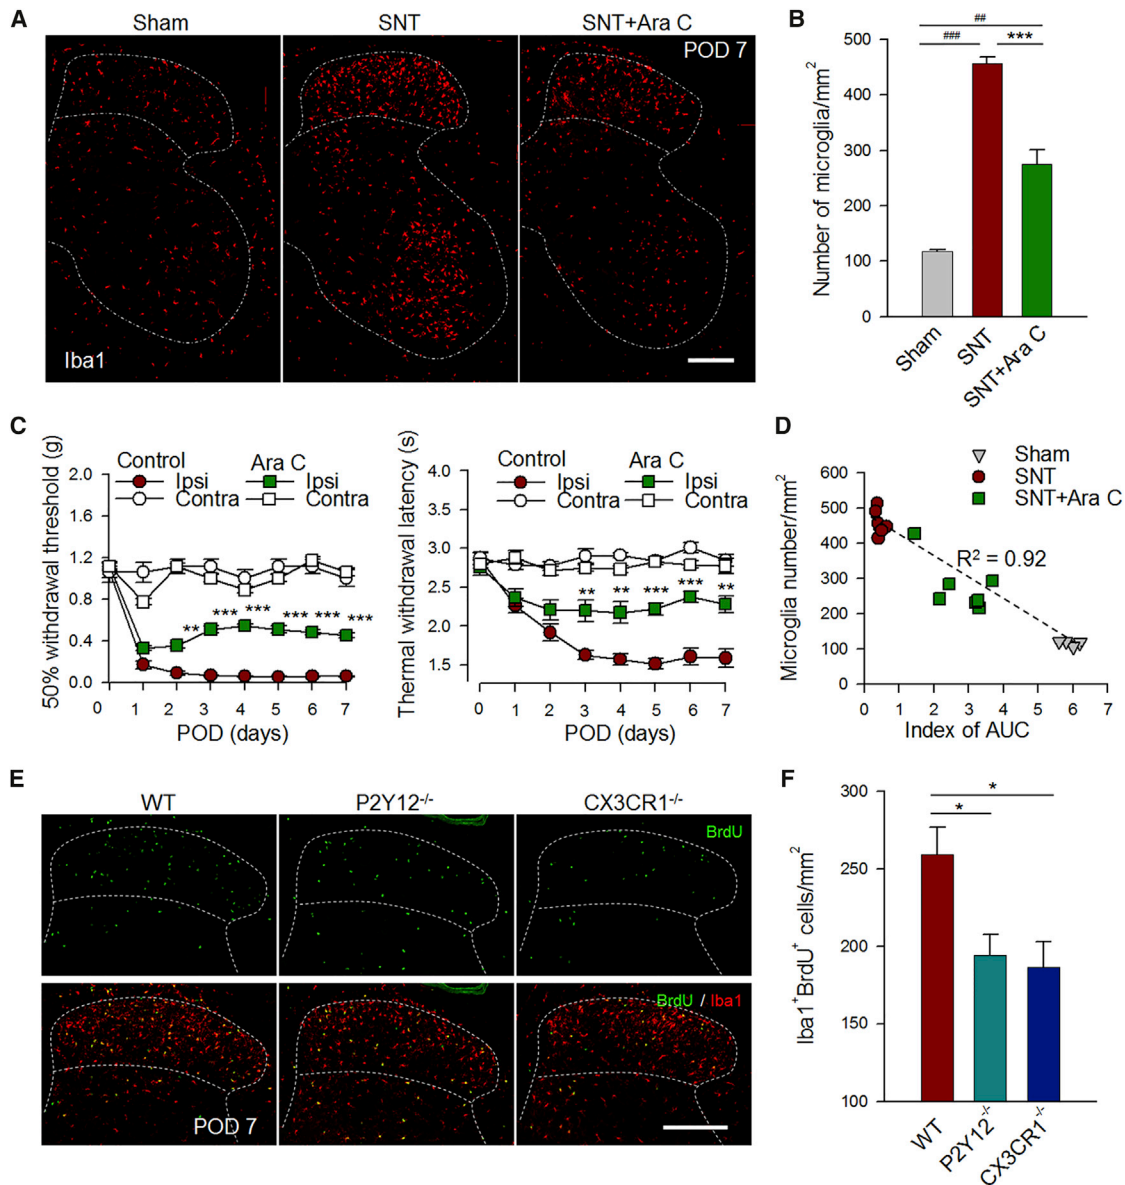 A
Sham SNT SNT+Ara C
POD 7
Iba1
B
## 
### ***
Number of microglia/mm²
500
400
300
200
100
0
Sham SNT SNT+Ara C
C
50% withdrawal threshold (g)
Control Ara C
Ipsi Ipsi
Contra Contra
2.0
1.6
1.2
0.8
0.4
0.0
** *** *** *** *** ***
0 1 2 3 4 5 6 7
POD (days)
Thermal withdrawal latency (s)
Control Ara C
Ipsi Ipsi
Contra Contra
4.0
3.5
3.0
2.5
2.0
1.5
** ** *** *** **
0 1 2 3 4 5 6 7
POD (days)
D
Sham
SNT
SNT+Ara C
Microglia number/mm²
600
500
400
300
200
100
0
R² = 0.92
0 1 2 3 4 5 6 7
Index of AUC
E
WT P2Y12-/- CX3CR1-/-
BrdU
BrdU / Iba1
POD 7
F
*
*
Iba1⁺BrdU⁺ cells/mm²
300
250
200
150
100
WT P2Y12-/- CX3CR1-/-